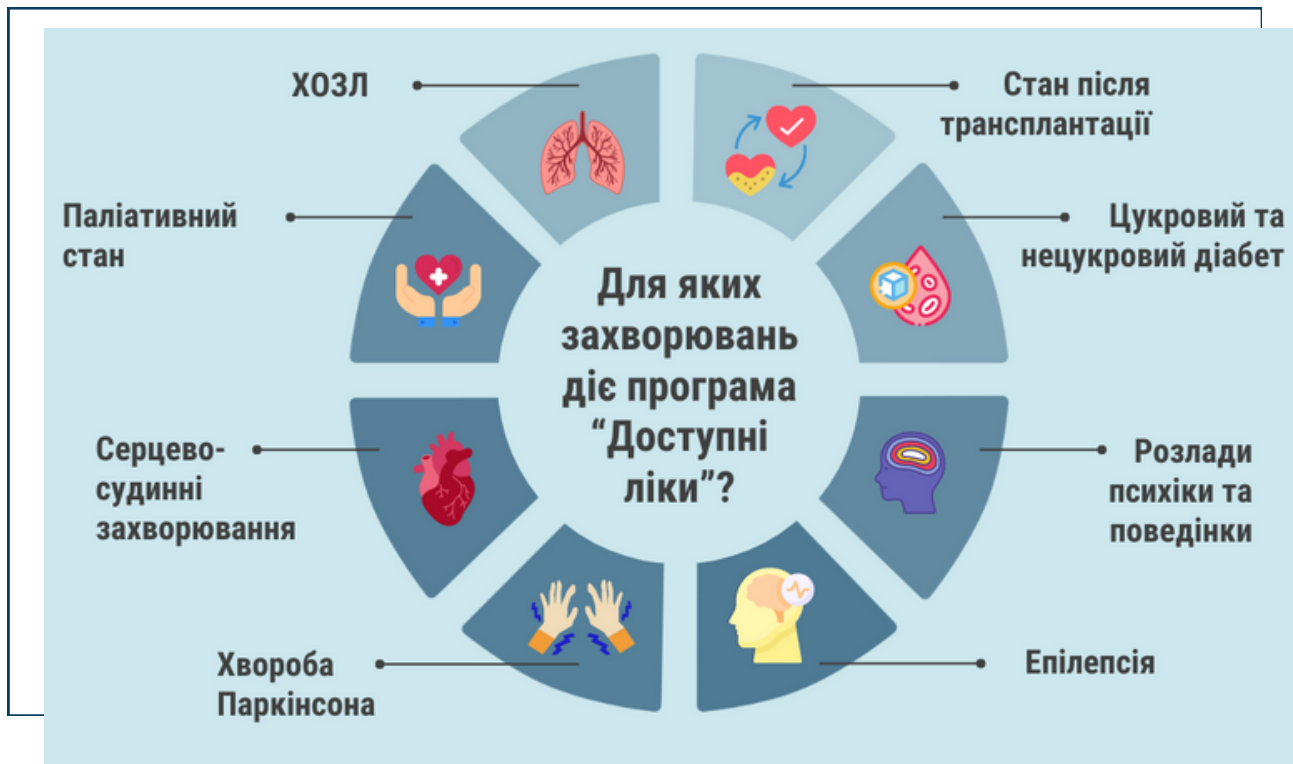 Для яких
захворювань
діє програма
“Доступні
ліки”?
ХОЗЛ
Стан після
трансплантації
Паліативний
стан
Цукровий та
нецукровий діабет
Серцево-
судинні
захворювання
Розлади
психіки та
поведінки
Хвороба
Паркінсона
Епілепсія